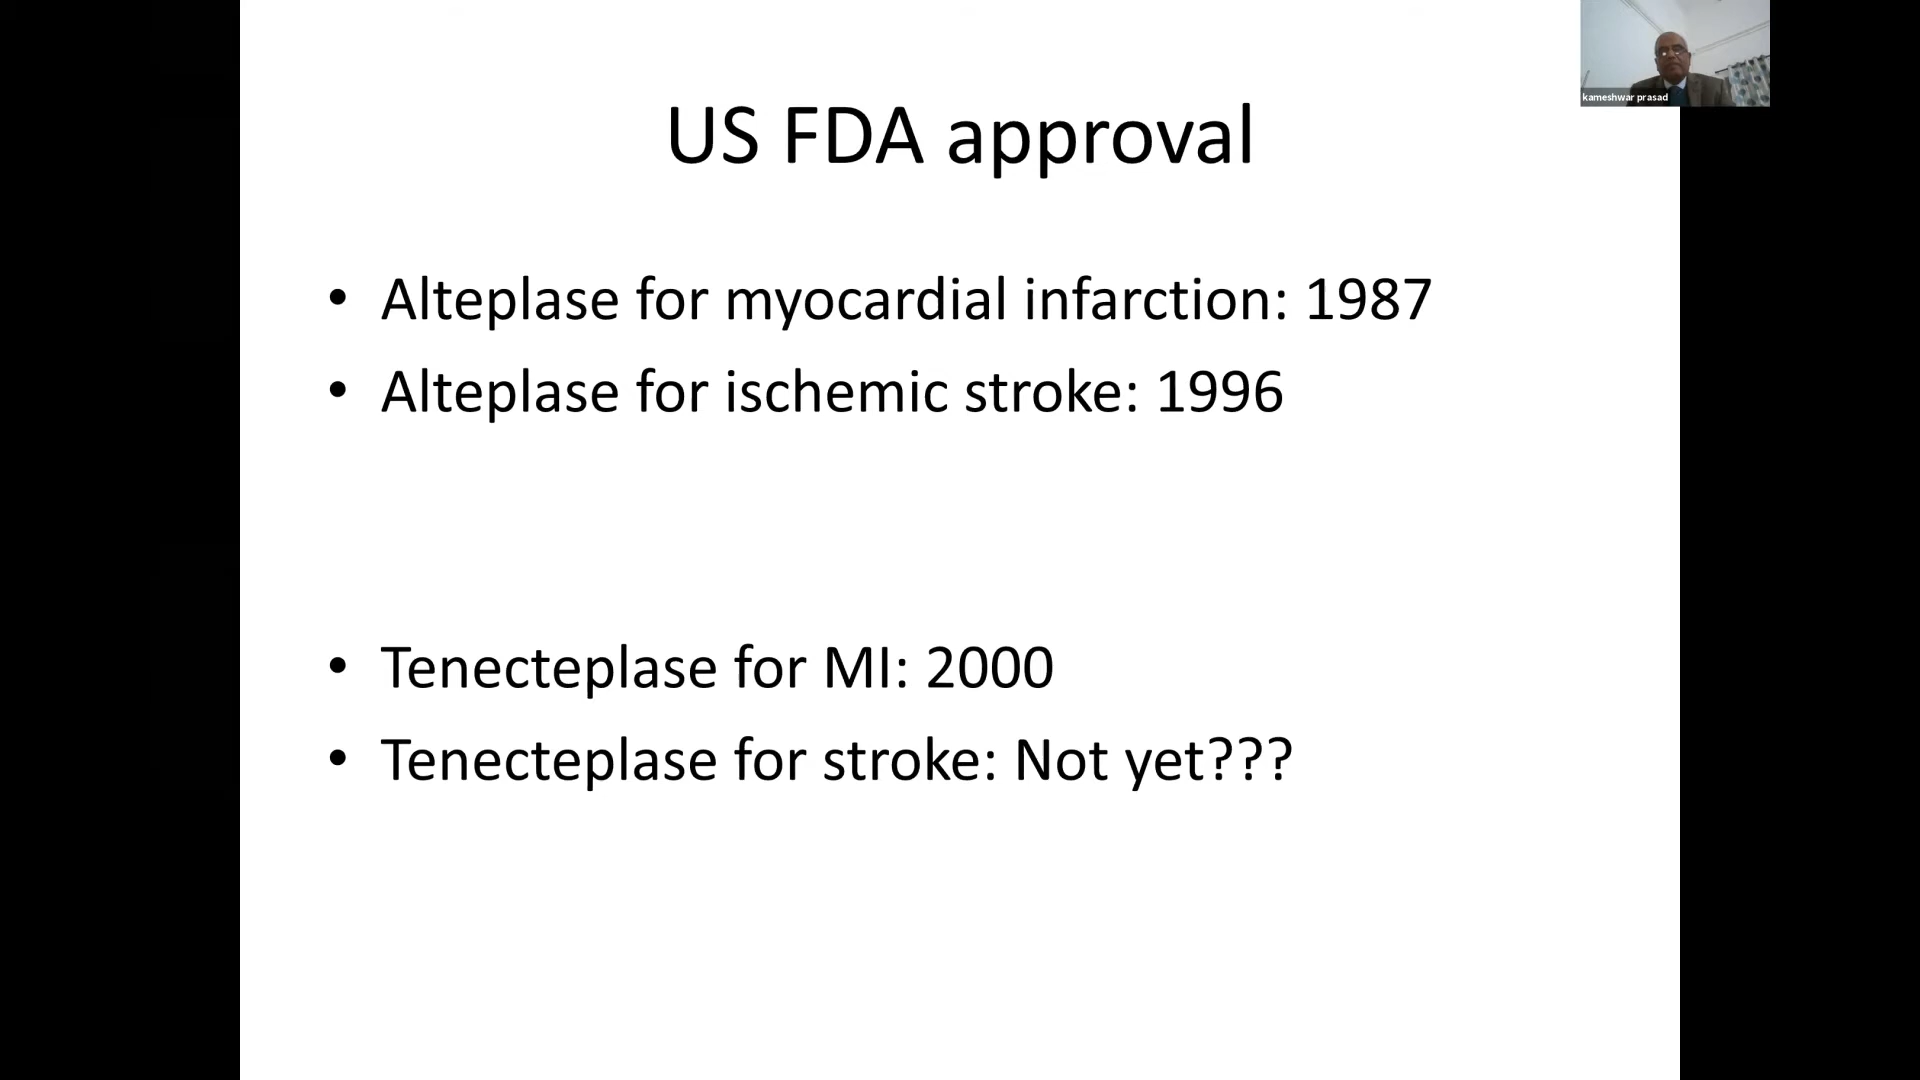 kameshwar prasad
US FDA approval
• Alteplase for myocardial infarction: 1987
• Alteplase for ischemic stroke: 1996
• Tenecteplase for MI: 2000
• Tenecteplase for stroke: Not yet???